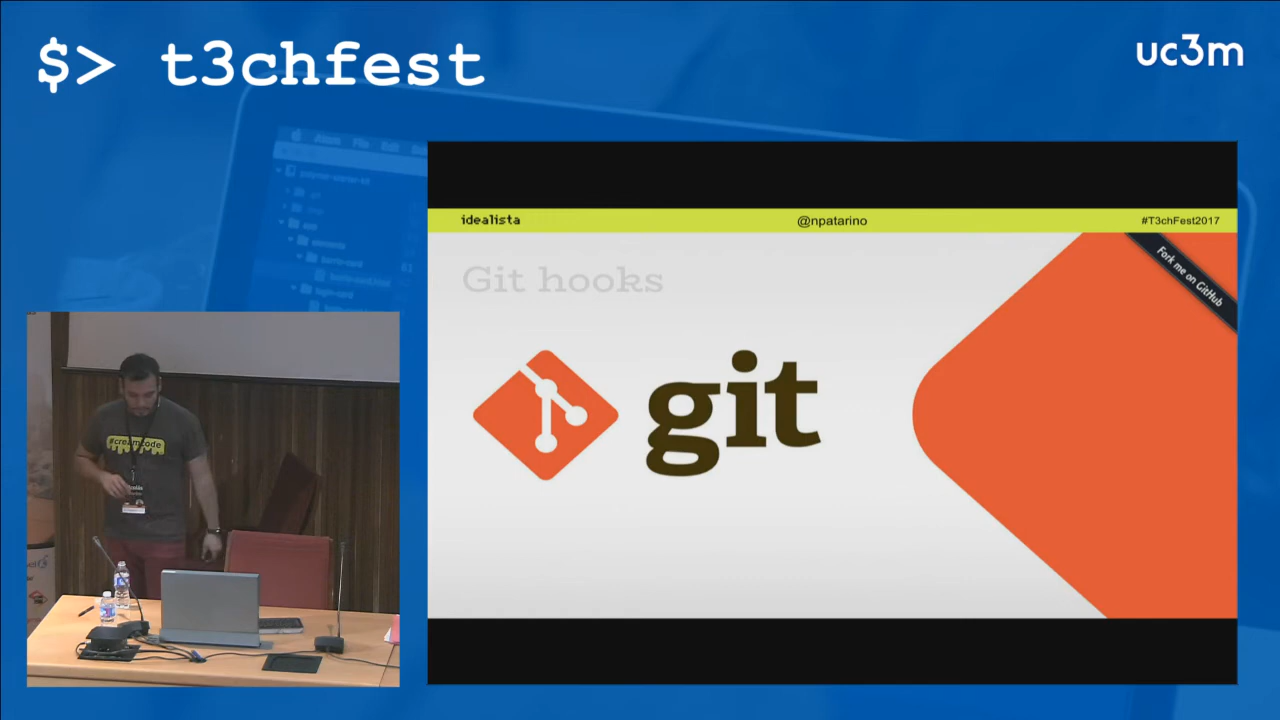 $> t3chfest
uc3m
idealista
@npatarino
#T3chFest2017
Fork me on GitHub
Git hooks
git
#creamcode